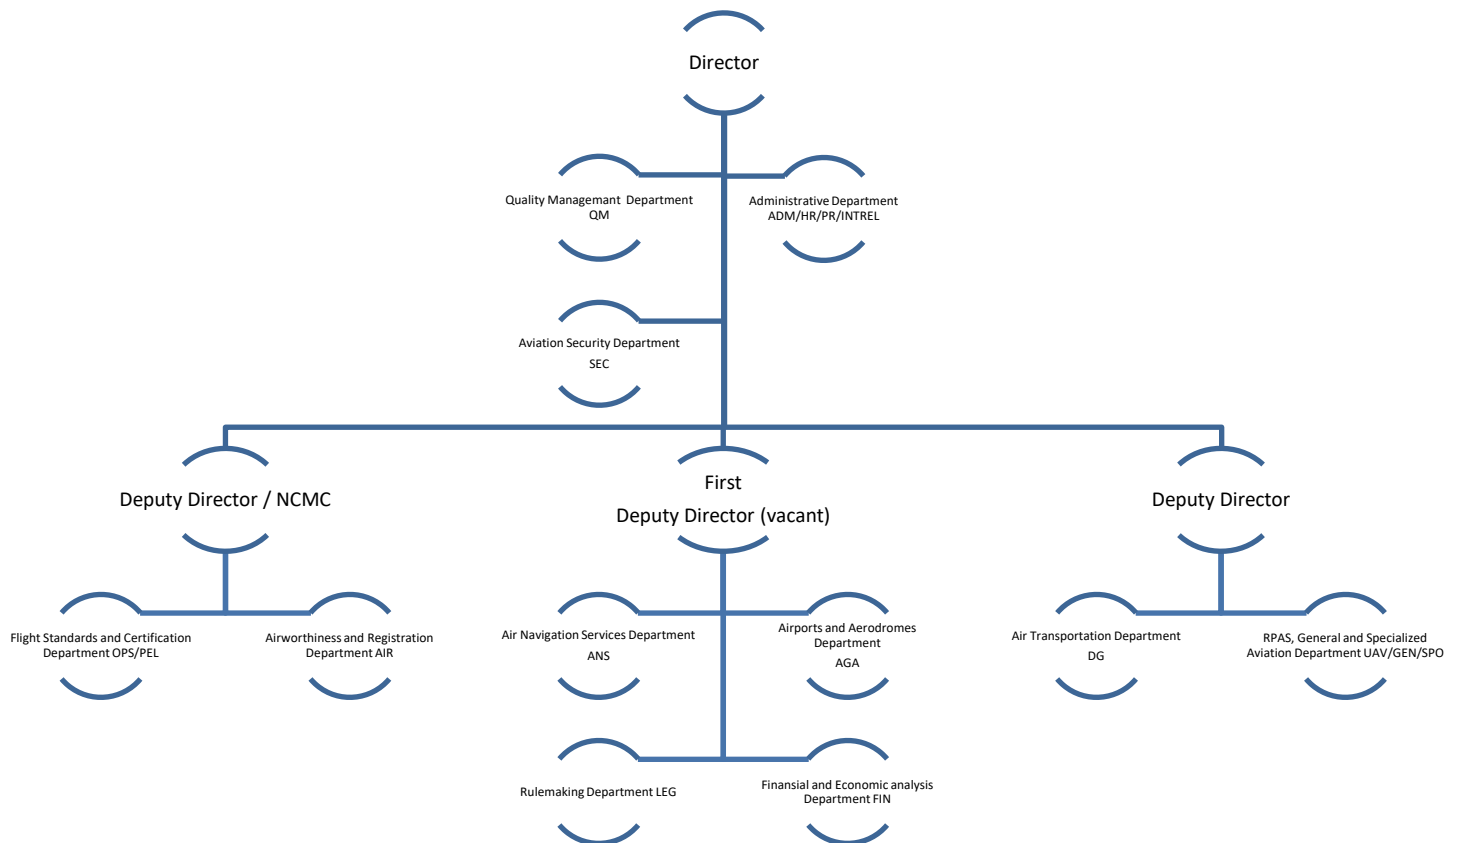 Director
Quality Managemant Department
QM
Administrative Department
ADM/HR/PR/INTREL
Aviation Security Department
SEC
Deputy Director / NCMC
First
Deputy Director (vacant)
Deputy Director
Flight Standards and Certification
Department OPS/PEL
Airworthiness and Registration
Department AIR
Air Navigation Services Department
ANS
Airports and Aerodromes
Department
AGA
Air Transportation Department
DG
RPAS, General and Specialized
Aviation Department UAV/GEN/SPO
Rulemaking Department LEG
Finansial and Economic analysis
Department FIN